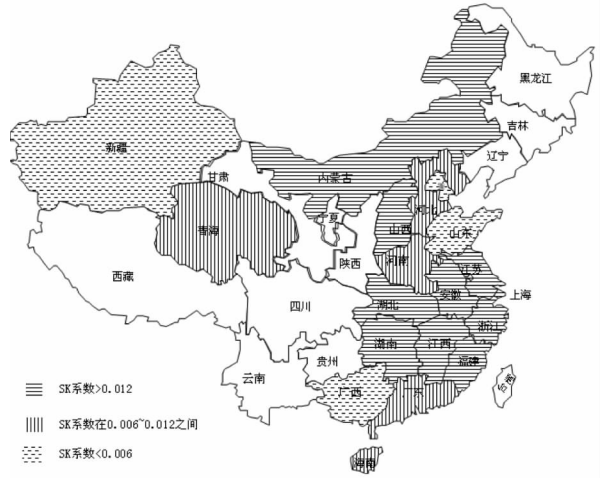 黑龙江
吉林
辽宁
新疆
甘肃
内蒙古
宁夏
河北
山西
山东
青海
陕西
河南
江苏
西藏
四川
湖北
安徽
上海
浙江
湖南
江西
贵州
福建
云南
广西
广东
台湾
海南
SK系数>0.012
SK系数在0.006~0.012之间
SK系数<0.006